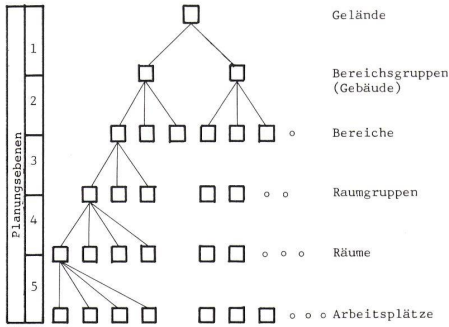 Gelände
1
Bereichsgruppen
(Gebäude)
2
Bereiche
3
Planungsebenen
Raumgruppen
4
Räume
5
Arbeitsplätze